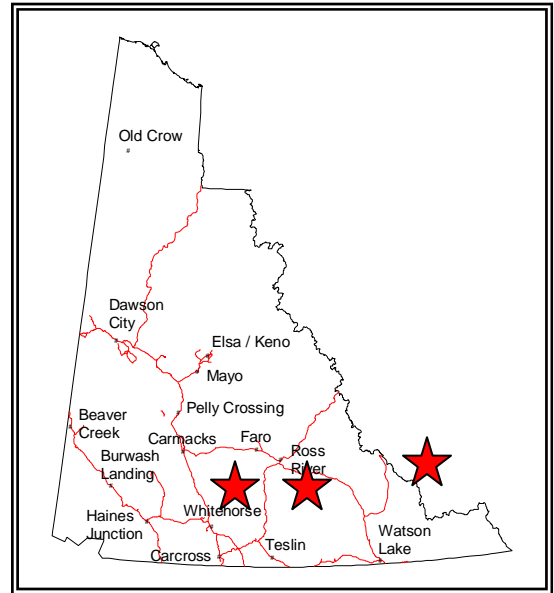 Old Crow
Dawson
City
Elsa / Keno
Mayo
Pelly Crossing
Beaver
Creek
Carmacks
Faro
Ross
River
Burwash
Landing
Whitehorse
Haines
Junction
Watson
Lake
Teslin
Carcross